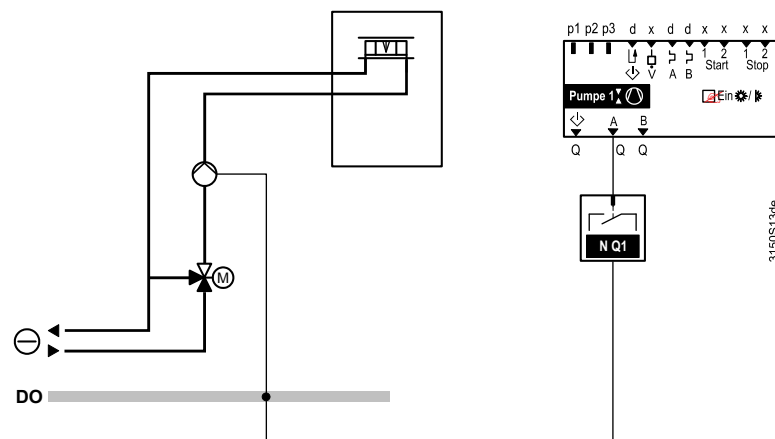 p1 p2 p3 d x d d x x x x
1 2 1 2
Start Stop
V A B
Pumpe 1 Ein /
A B
Q Q Q
N Q1
3150S13de
M
DO